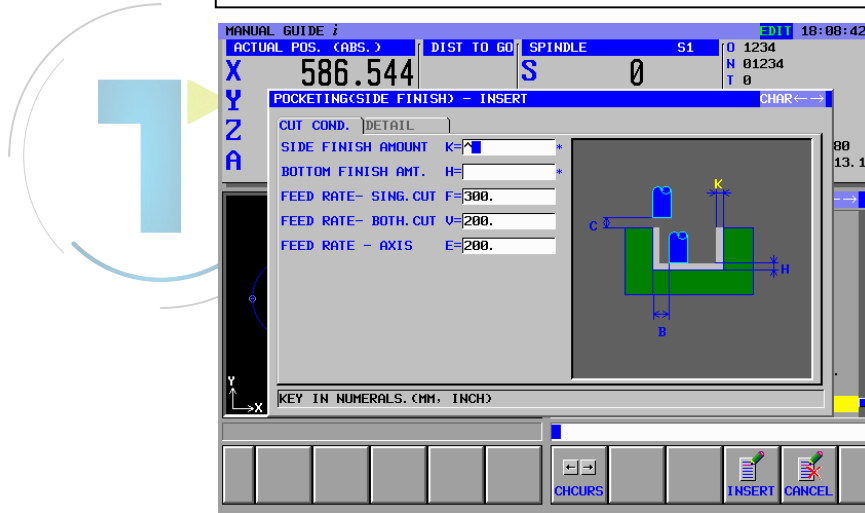 MANUAL GUIDE i EDIT 18:08:42
ACTUAL POS. (ABS.) DIST TO GO SPINDLE S1 O 1234
X 586.544 S 0 N 01234
T 0
Y POCKETING(SIDE FINISH) - INSERT CHAR←→
Z CUT COND. DETAIL
A SIDE FINISH AMOUNT K=^ * 80
BOTTOM FINISH AMT. H= * 13.1
FEED RATE- SING.CUT F=300.
FEED RATE- BOTH.CUT V=200.
FEED RATE - AXIS E=200.
K
C
H
B
Y
X
KEY IN NUMERALS.(MM, INCH)
←→
CHCURS INSERT CANCEL